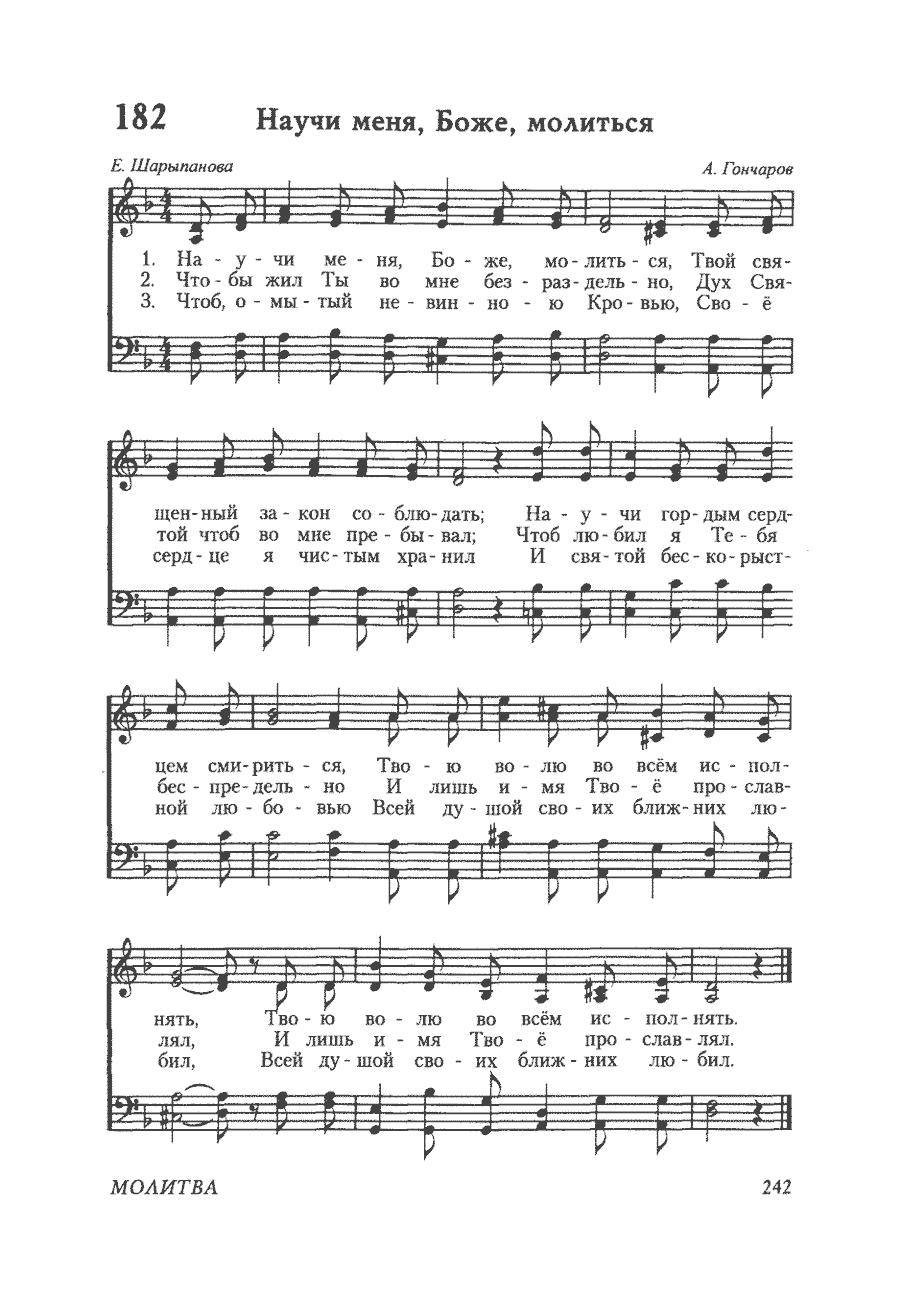 182 Научи меня, Боже, молиться
Е. Шарыпанова А. Гончаров
1. На - у - чи ме - ня, Бо - же, мо - лить - ся, Твой свя-
2. Что - бы жил Ты во мне без - раз - дель - но, Дух Свя-
3. Чтоб, о - мы - тый не - вин - но - ю Кро - вью, Сво - ё
щен - ный за - кон со - блю - дать; На - у - чи гор - дым серд-
той чтоб во мне пре - бы - вал; Чтоб лю - бил я Те - бя
серд - це я чис - тым хра - нил И свя - той бес - ко - рыст-
цем сми - рить - ся, Тво - ю во - лю во всём ис - пол-
бес - пре - дель - но И лишь и - мя Тво - ё про - слав-
ной лю - бо - вью Всей ду - шой сво - их ближ - них лю-
нять, Тво - ю во - лю во всём ис - пол - нять.
лял, И лишь и - мя Тво - ё про - слав - лял.
бил, Всей ду - шой сво - их ближ - них лю - бил.
МОЛИТВА 242